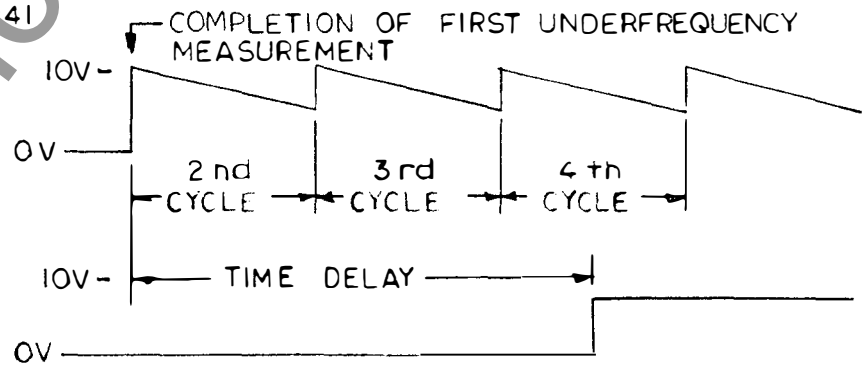 41
COMPLETION OF FIRST UNDERFREQUENCY
MEASUREMENT
10V-
0V
2nd
CYCLE
3rd
CYCLE
4th
CYCLE
10V-
TIME DELAY
0V